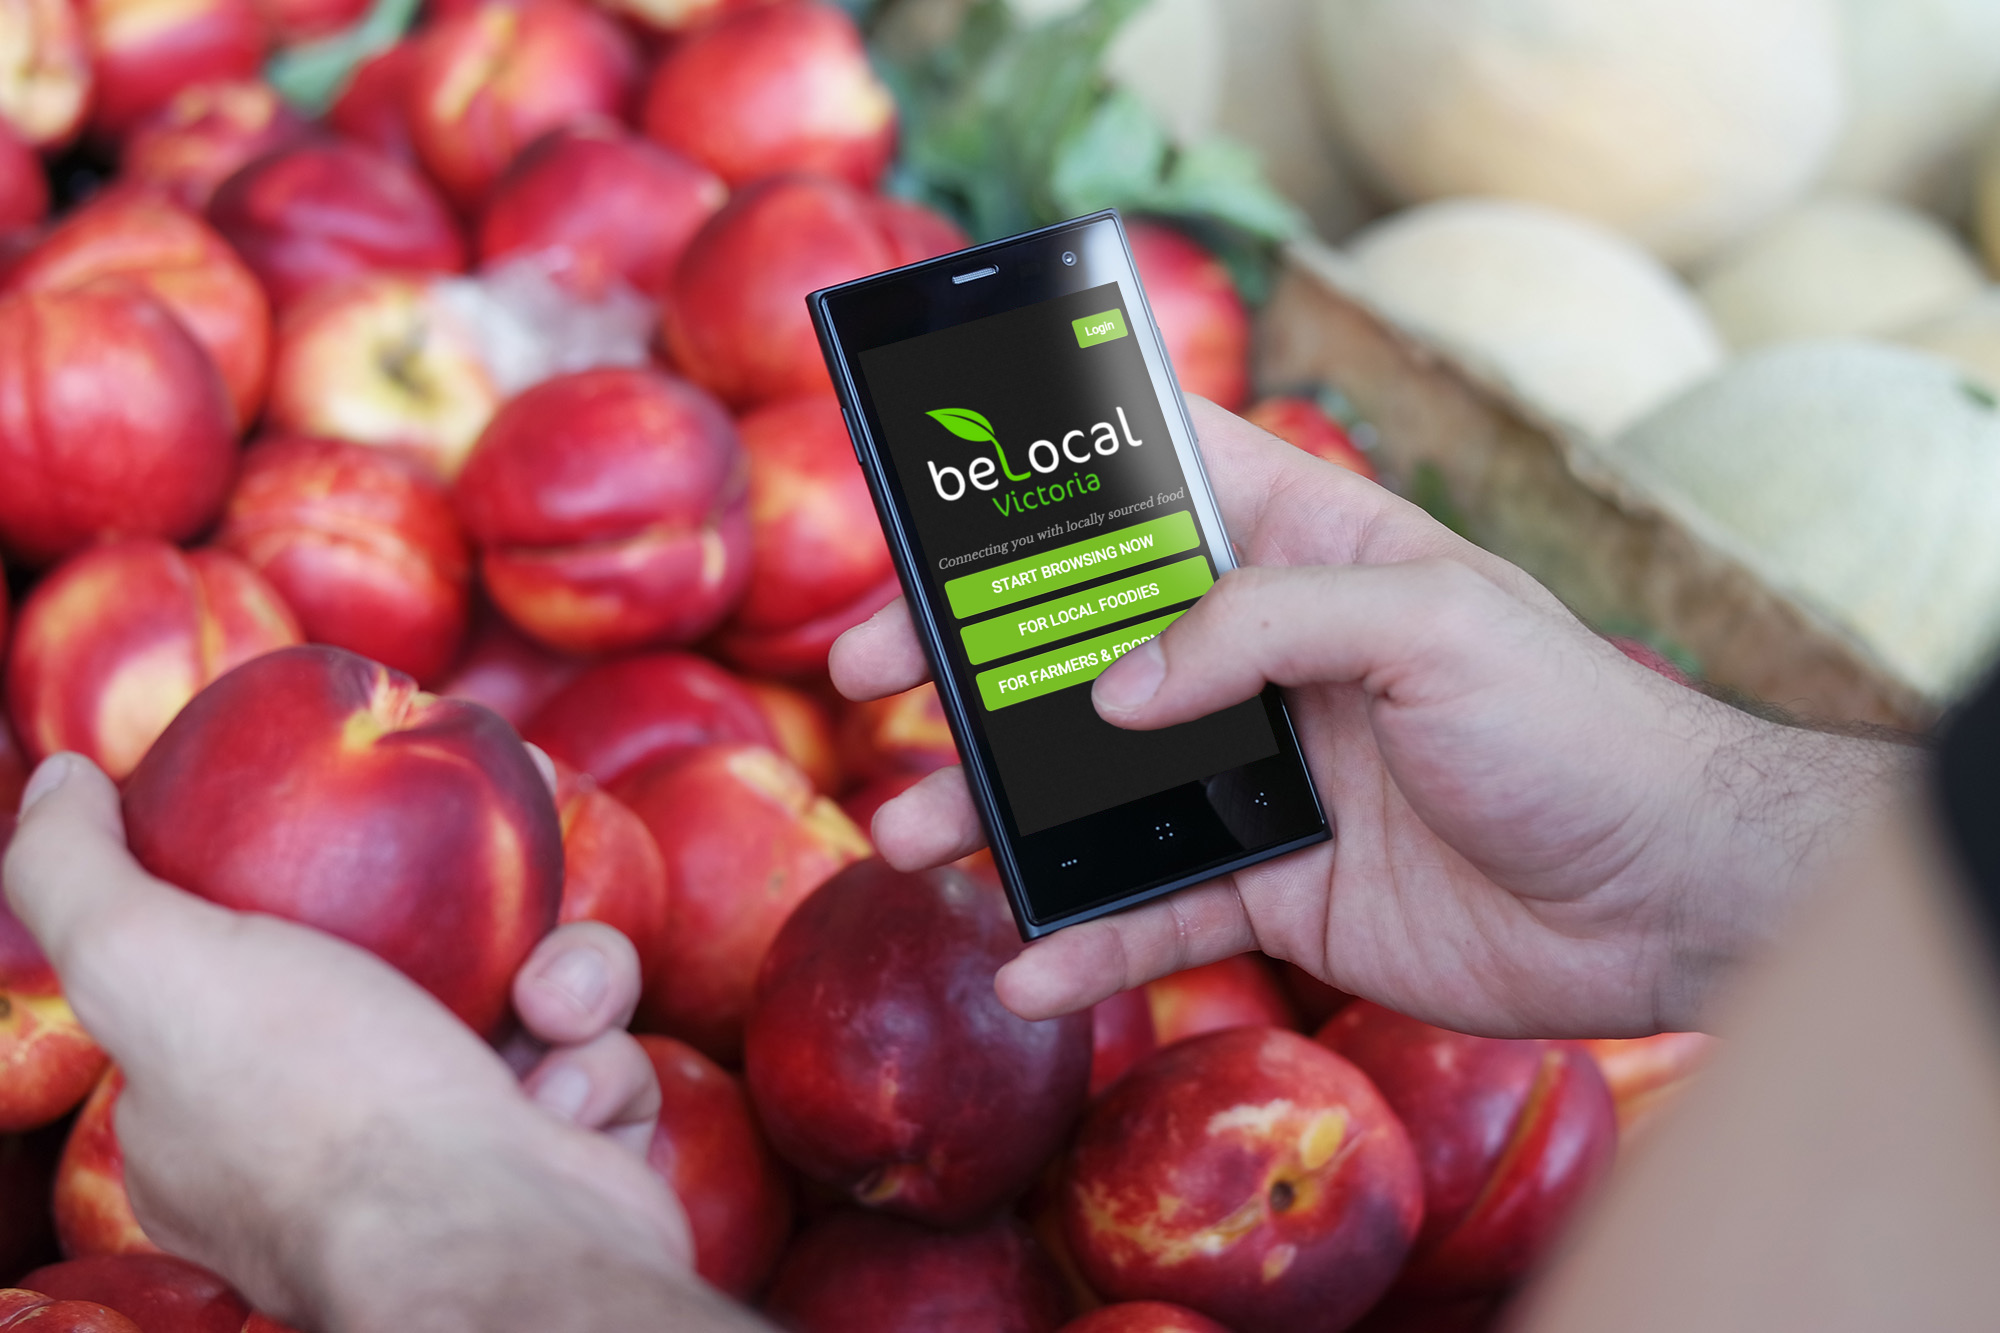 LogIn
beLocal
Victoria
Connecting you with locally sourced food
START BROWSING NOW
FOR LOCAL FOODIES
FOR FARMERS &